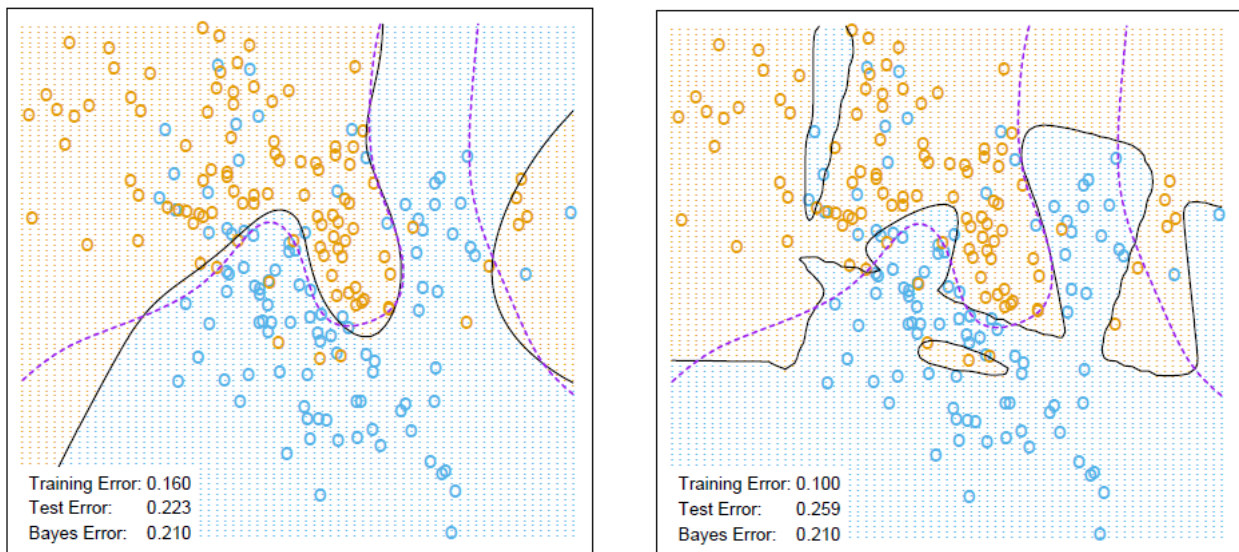 Training Error: 0.160
Test Error: 0.223
Bayes Error: 0.210
Training Error: 0.100
Test Error: 0.259
Bayes Error: 0.210